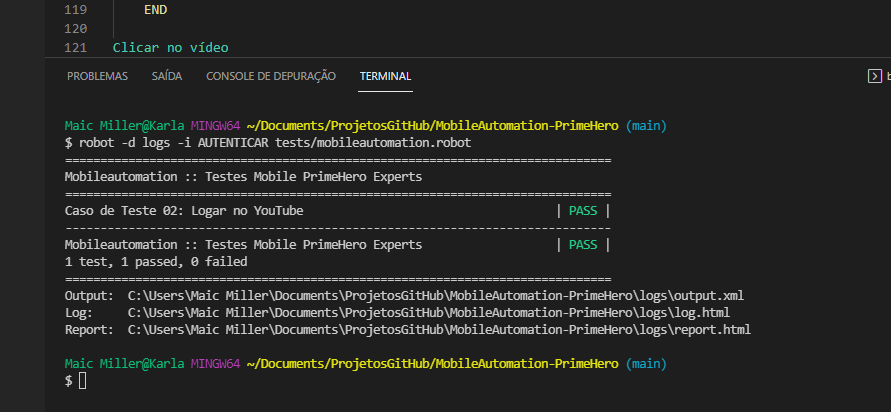 119 END
120
121 Clicar no vídeo
PROBLEMAS SAÍDA CONSOLE DE DEPURAÇÃO TERMINAL
Maic Miller@Karla MINGW64 ~/Documents/ProjetosGitHub/MobileAutomation-PrimeHero (main)
$ robot -d logs -i AUTENTICAR tests/mobileautomation.robot
==============================================================================
Mobileautomation :: Testes Mobile PrimeHero Experts
==============================================================================
Caso de Teste 02: Logar no YouTube | PASS |
------------------------------------------------------------------------------
Mobileautomation :: Testes Mobile PrimeHero Experts | PASS |
1 test, 1 passed, 0 failed
==============================================================================
Output: C:\Users\Maic Miller\Documents\ProjetosGitHub\MobileAutomation-PrimeHero\logs\output.xml
Log: C:\Users\Maic Miller\Documents\ProjetosGitHub\MobileAutomation-PrimeHero\logs\log.html
Report: C:\Users\Maic Miller\Documents\ProjetosGitHub\MobileAutomation-PrimeHero\logs\report.html
Maic Miller@Karla MINGW64 ~/Documents/ProjetosGitHub/MobileAutomation-PrimeHero (main)
$